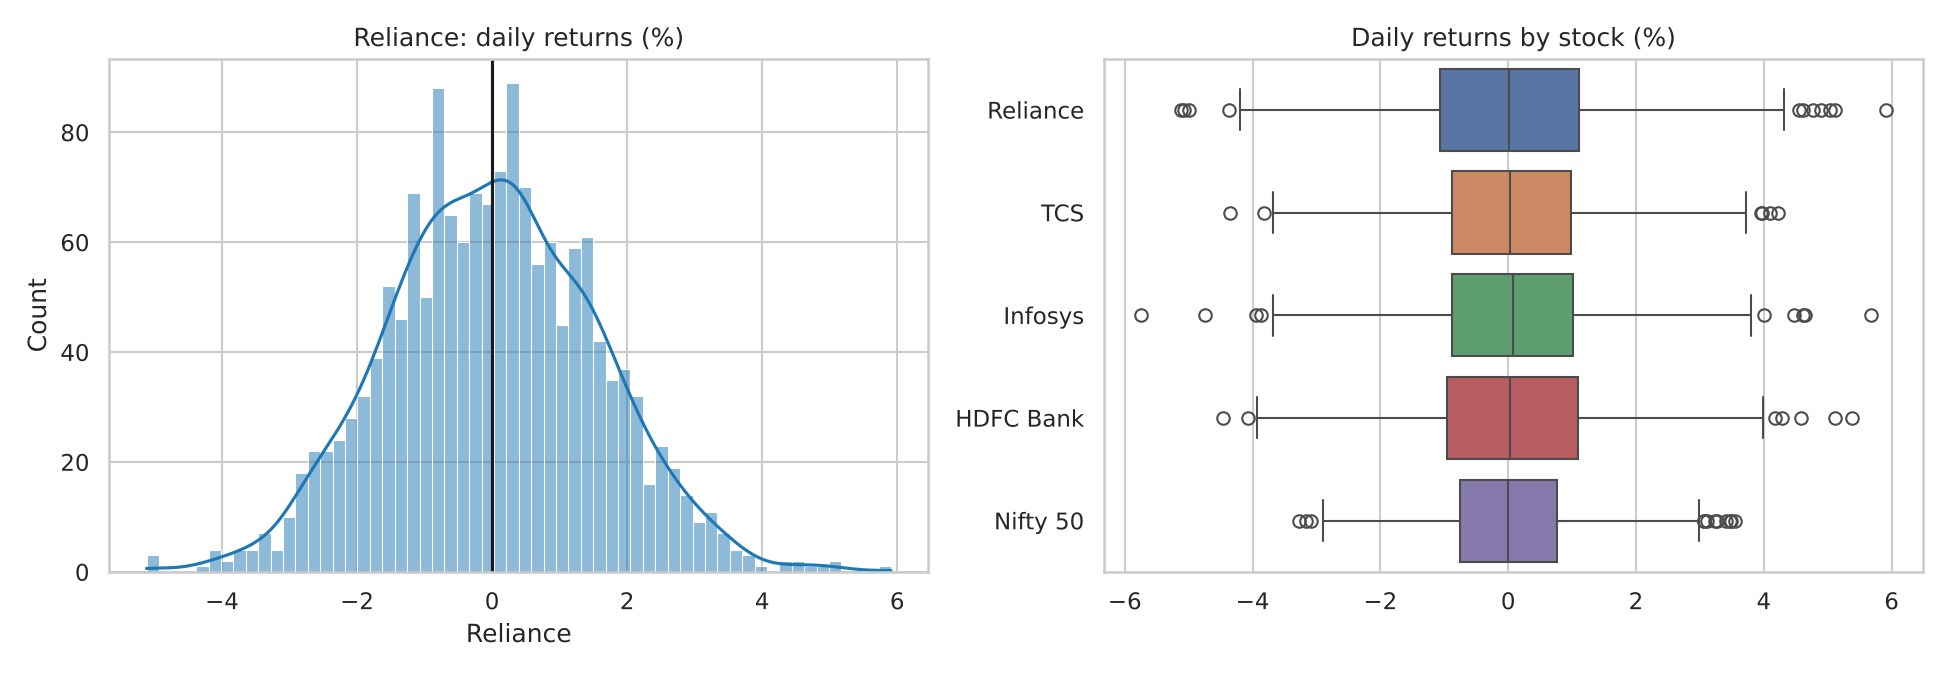 Reliance: daily returns (%)
Count
80
60
40
20
0
−4 −2 0 2 4 6
Reliance
Daily returns by stock (%)
Reliance
TCS
Infosys
HDFC Bank
Nifty 50
−6 −4 −2 0 2 4 6